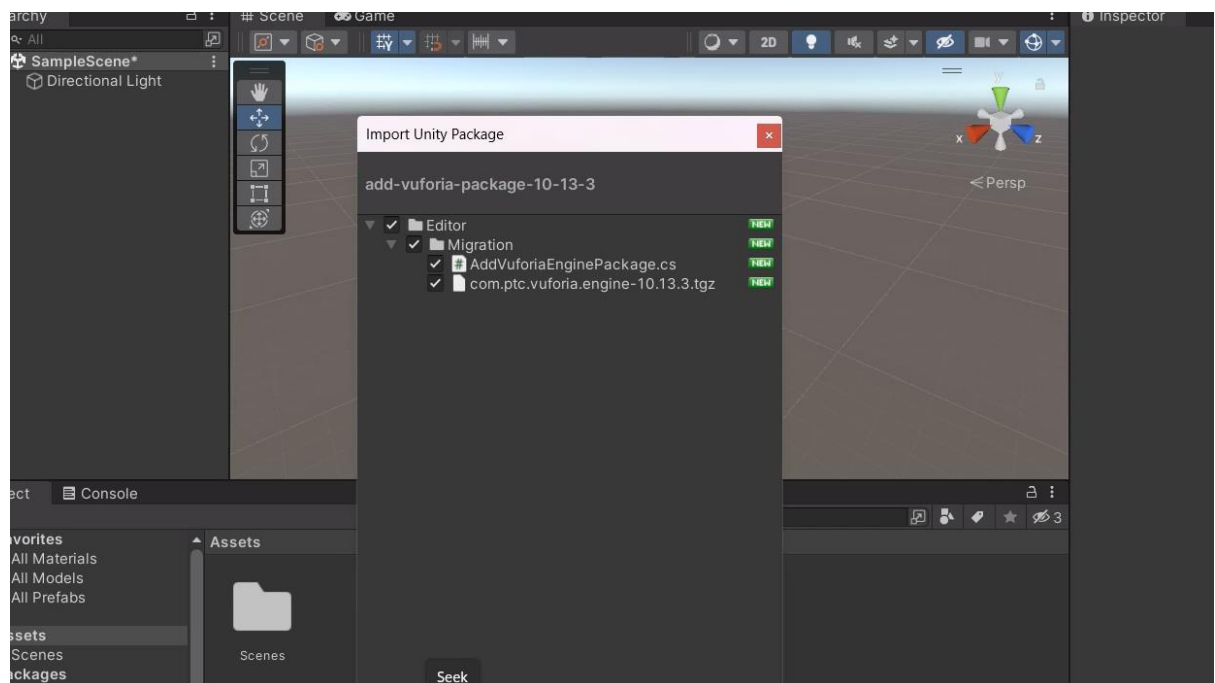 archy
# Scene
Game
Inspector
All
2D
SampleScene*
Directional Light
y
x
z
Persp
Import Unity Package
add-vuforia-package-10-13-3
Editor
NEW
Migration
NEW
# AddVuforiaEnginePackage.cs
NEW
com.ptc.vuforia.engine-10.13.3.tgz
NEW
ect
Console
3
avorites
All Materials
All Models
All Prefabs
Assets
ssets
Scenes
ackages
Scenes
Seek